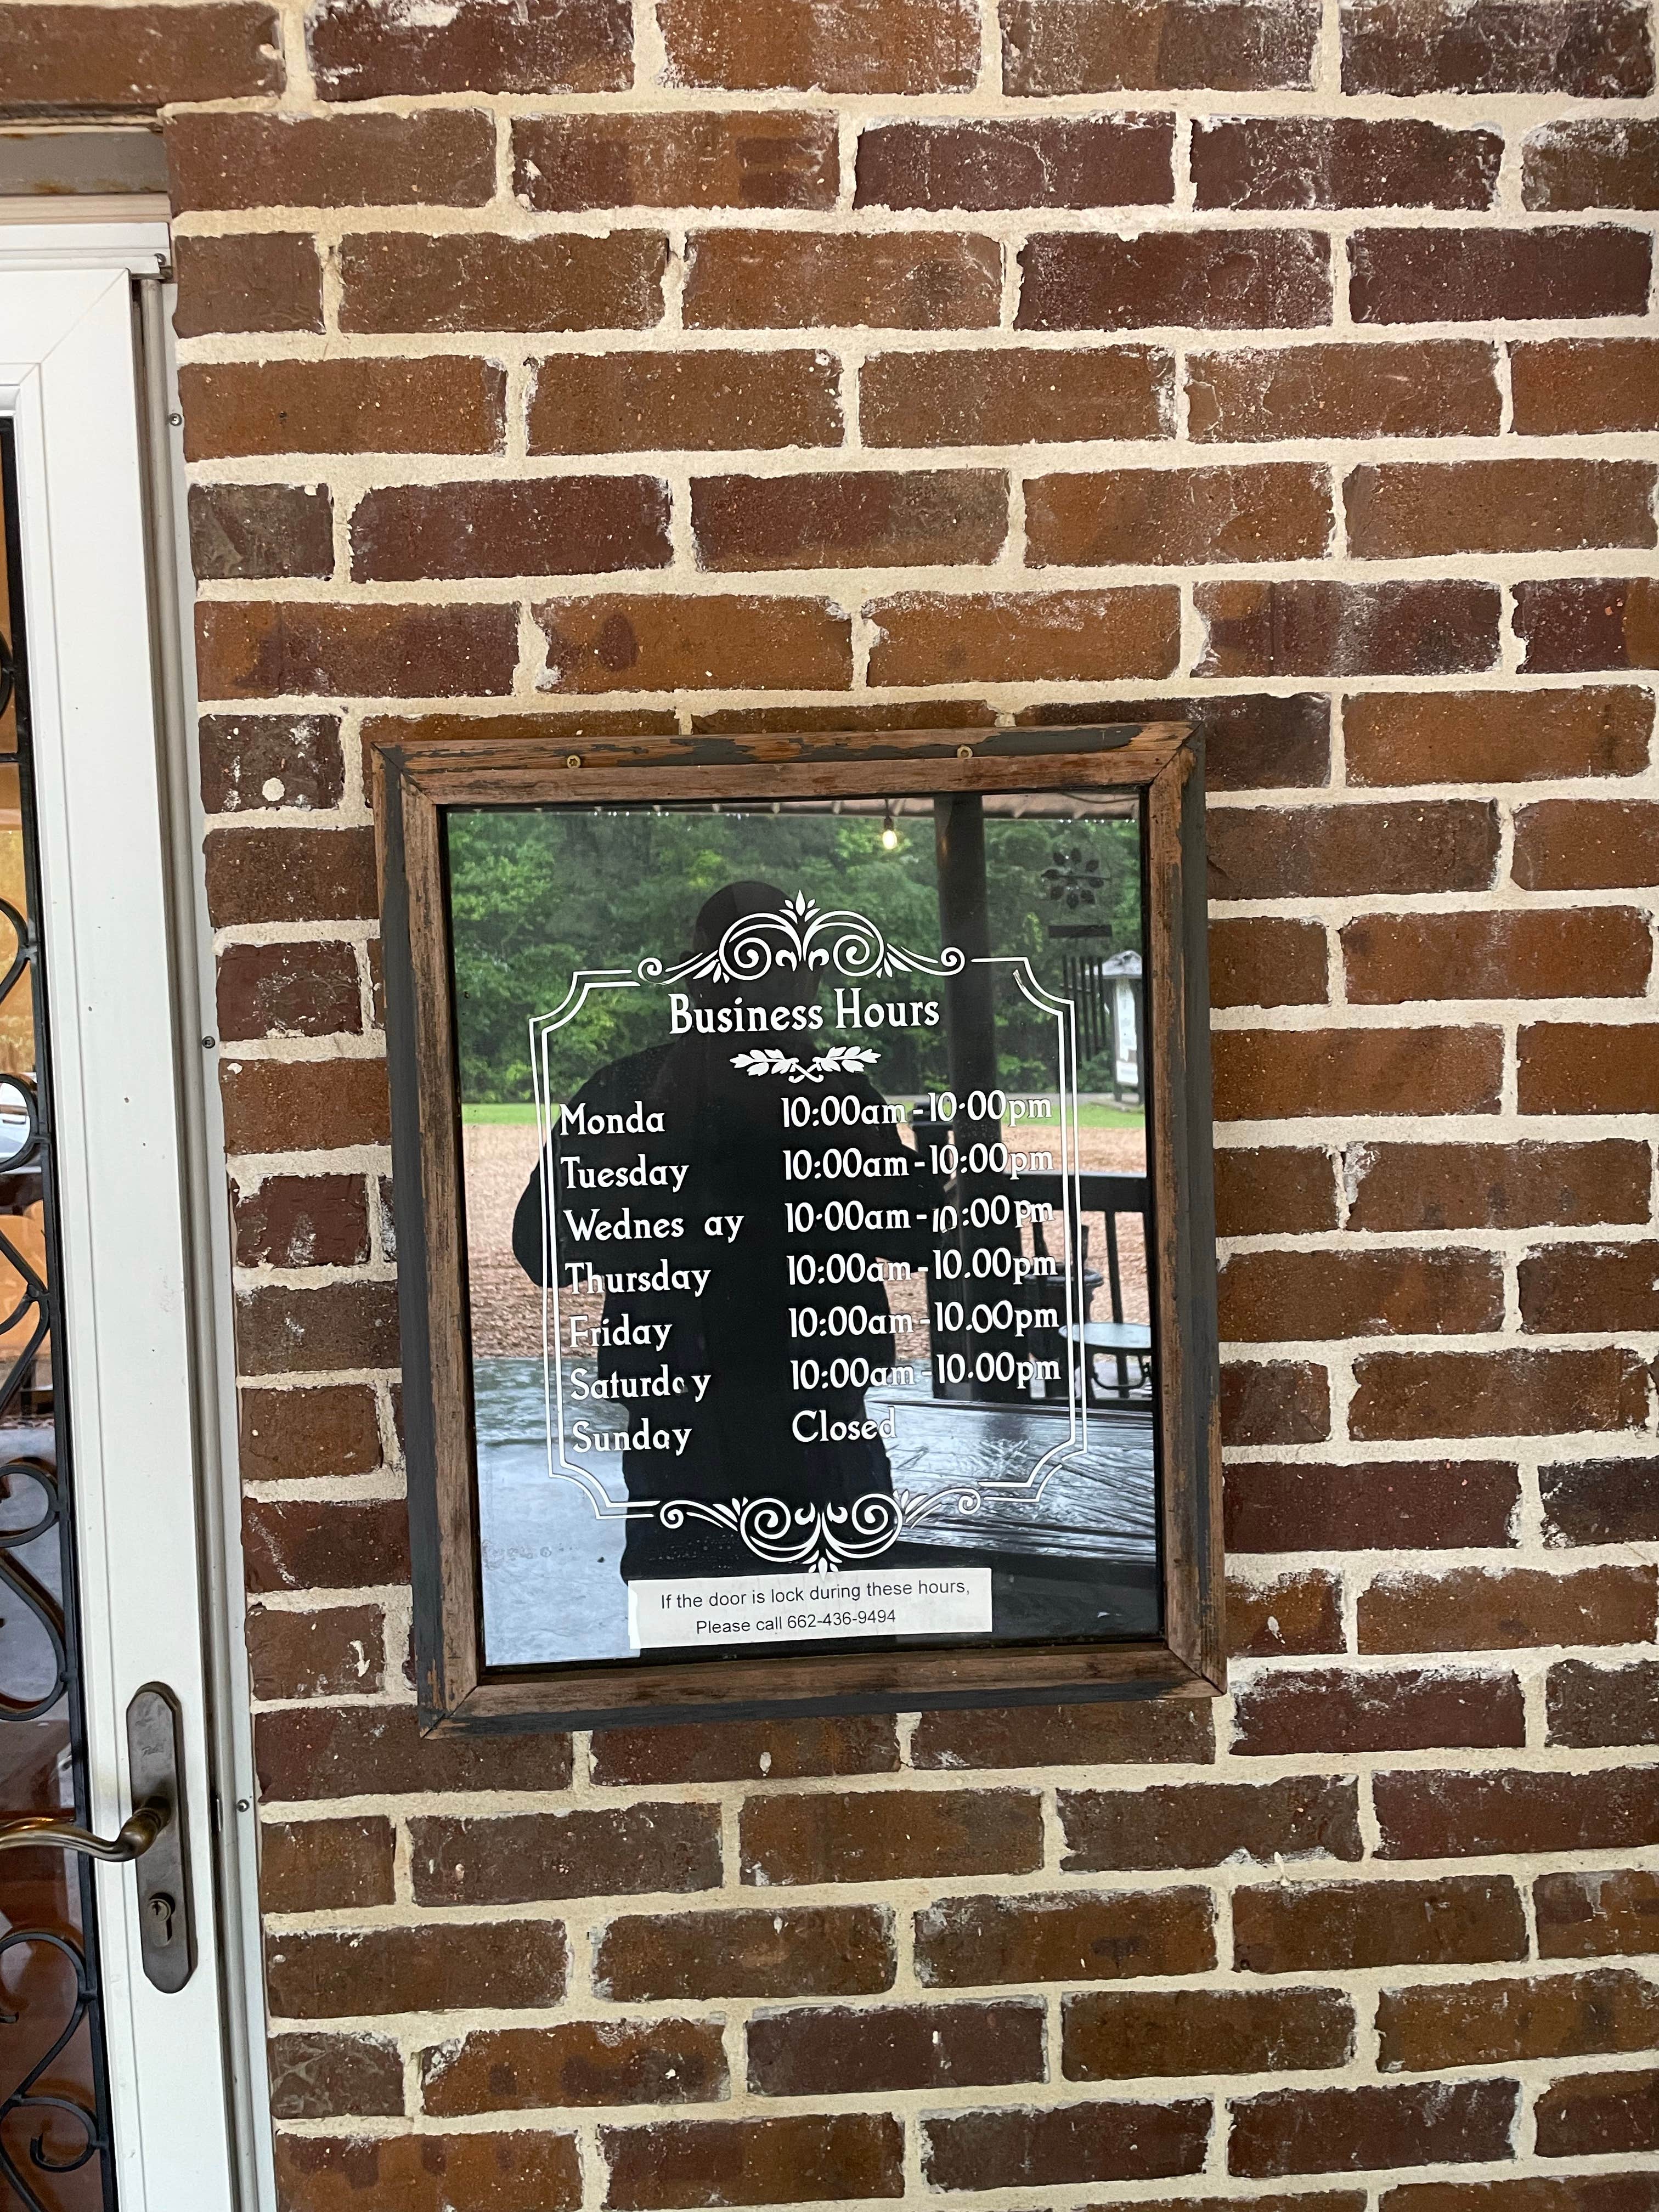 Business Hours
Monda 10:00am-10:00pm
Tuesday 10:00am-10:00pm
Wednes ay 10:00am-10:00pm
Thursday 10:00am-10.00pm
Friday 10:00am-10.00pm
Saturday 10:00am-10.00pm
Sunday Closed
If the door is lock during these hours,
Please call 662-436-9494